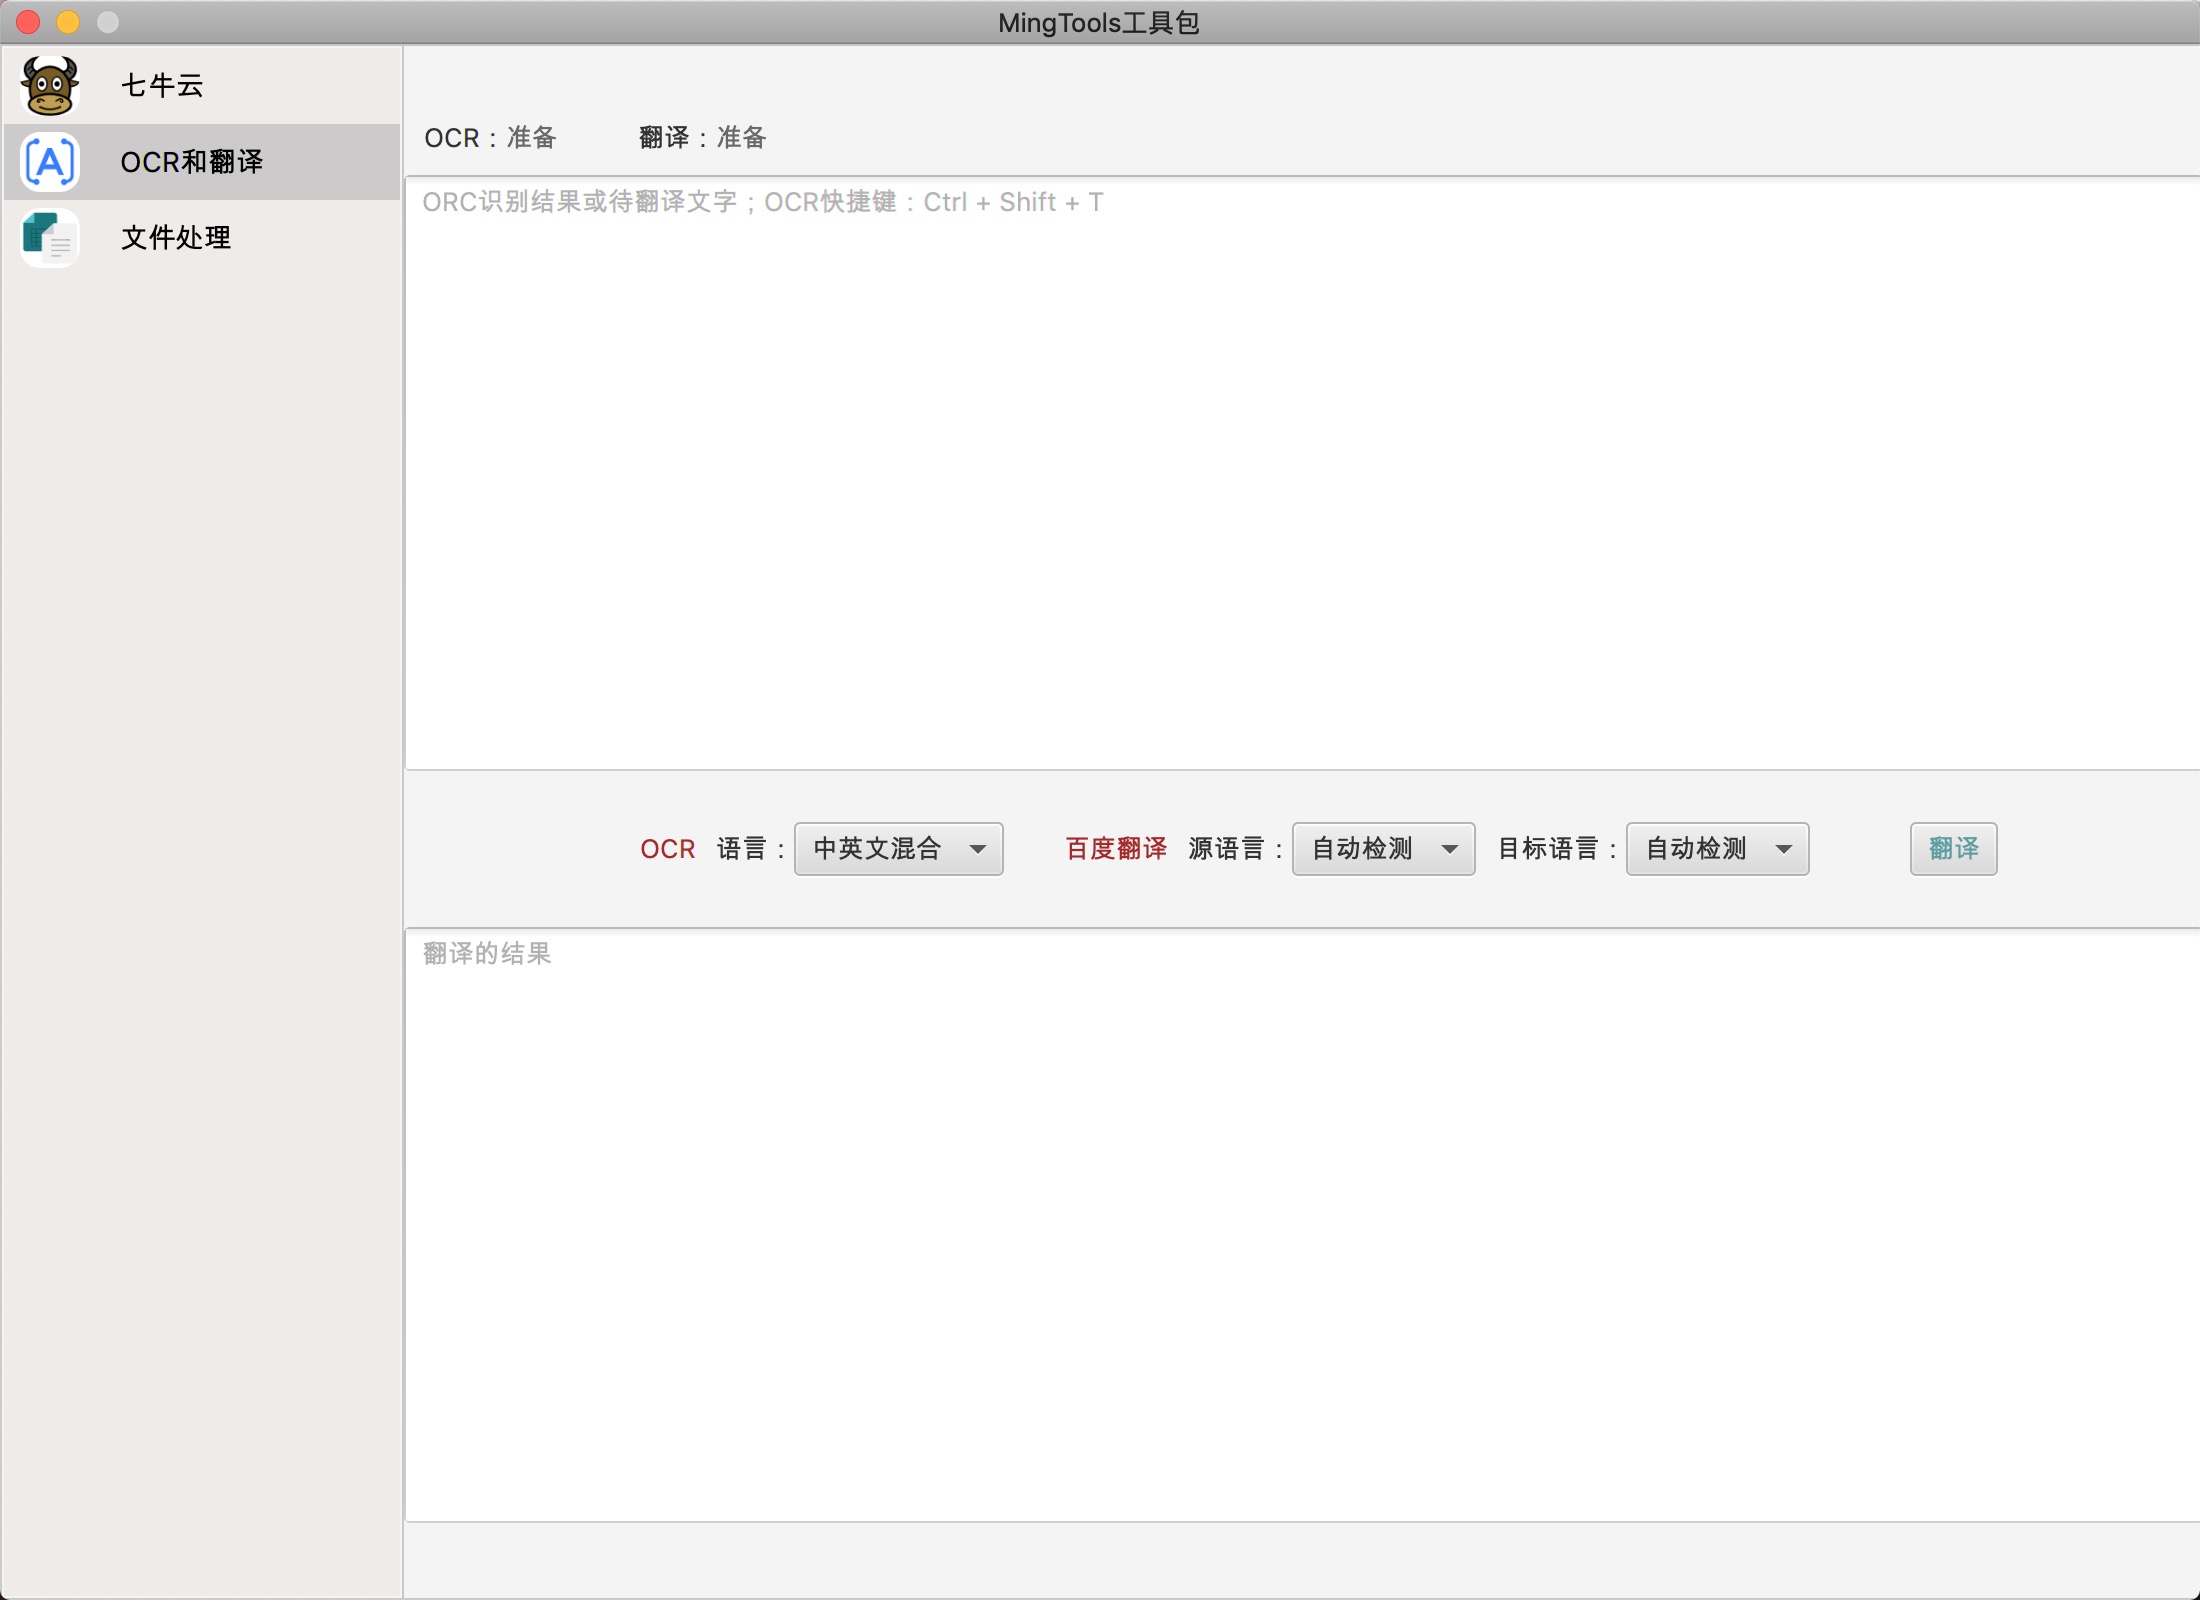 MingTools工具包
七牛云
OCR和翻译
文件处理
OCR：准备 翻译：准备
ORC识别结果或待翻译文字；OCR快捷键：Ctrl + Shift + T
OCR 语言： 中英文混合 百度翻译 源语言： 自动检测 目标语言： 自动检测 翻译
翻译的结果